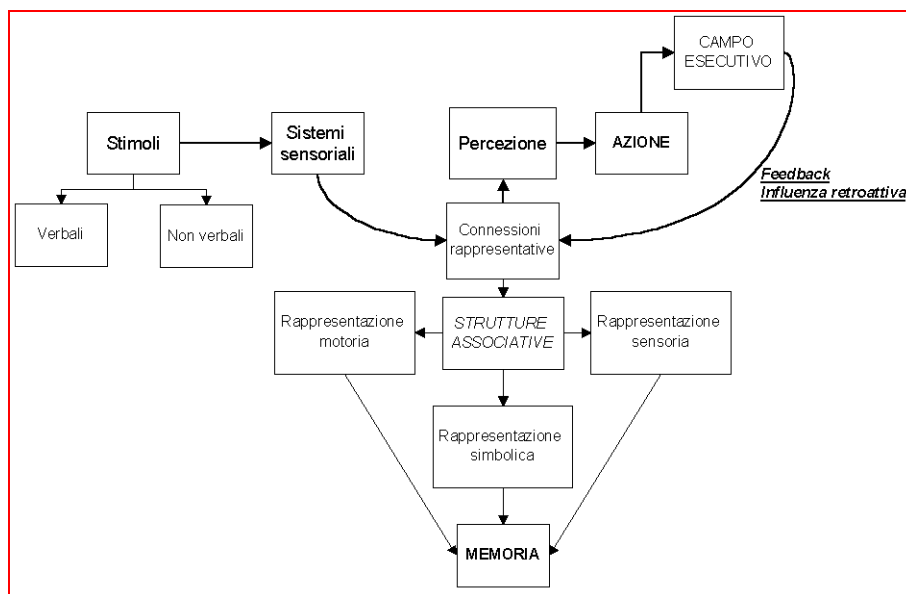 CAMPO
ESECUTIVO
Stimoli
Sistemi
sensoriali
Percezione
AZIONE
Feedback
Influenza retroattiva
Verbali
Non verbali
Connessioni
rappresentative
Rappresentazione
motoria
STRUTTURE
ASSOCIATIVE
Rappresentazione
sensoria
Rappresentazione
simbolica
MEMORIA